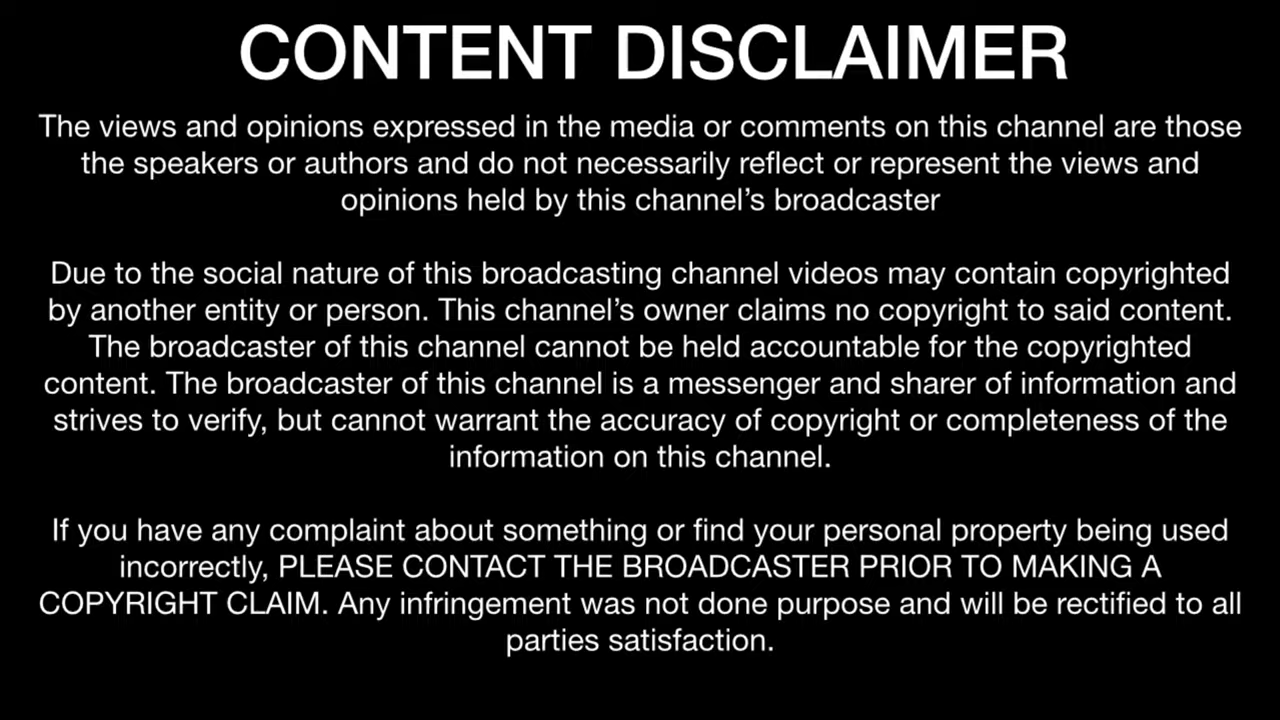 CONTENT DISCLAIMER
The views and opinions expressed in the media or comments on this channel are those
the speakers or authors and do not necessarily reflect or represent the views and
opinions held by this channel’s broadcaster
Due to the social nature of this broadcasting channel videos may contain copyrighted
by another entity or person. This channel’s owner claims no copyright to said content.
The broadcaster of this channel cannot be held accountable for the copyrighted
content. The broadcaster of this channel is a messenger and sharer of information and
strives to verify, but cannot warrant the accuracy of copyright or completeness of the
information on this channel.
If you have any complaint about something or find your personal property being used
incorrectly, PLEASE CONTACT THE BROADCASTER PRIOR TO MAKING A
COPYRIGHT CLAIM. Any infringement was not done purpose and will be rectified to all
parties satisfaction.